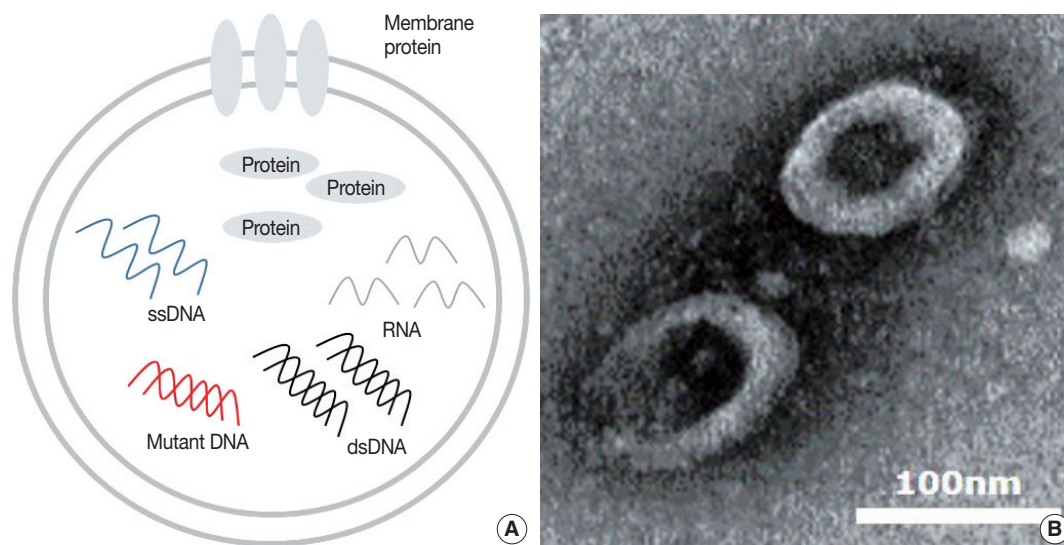 Membrane
protein
Protein
Protein
Protein
ssDNA
RNA
Mutant DNA
dsDNA
A
100nm
B